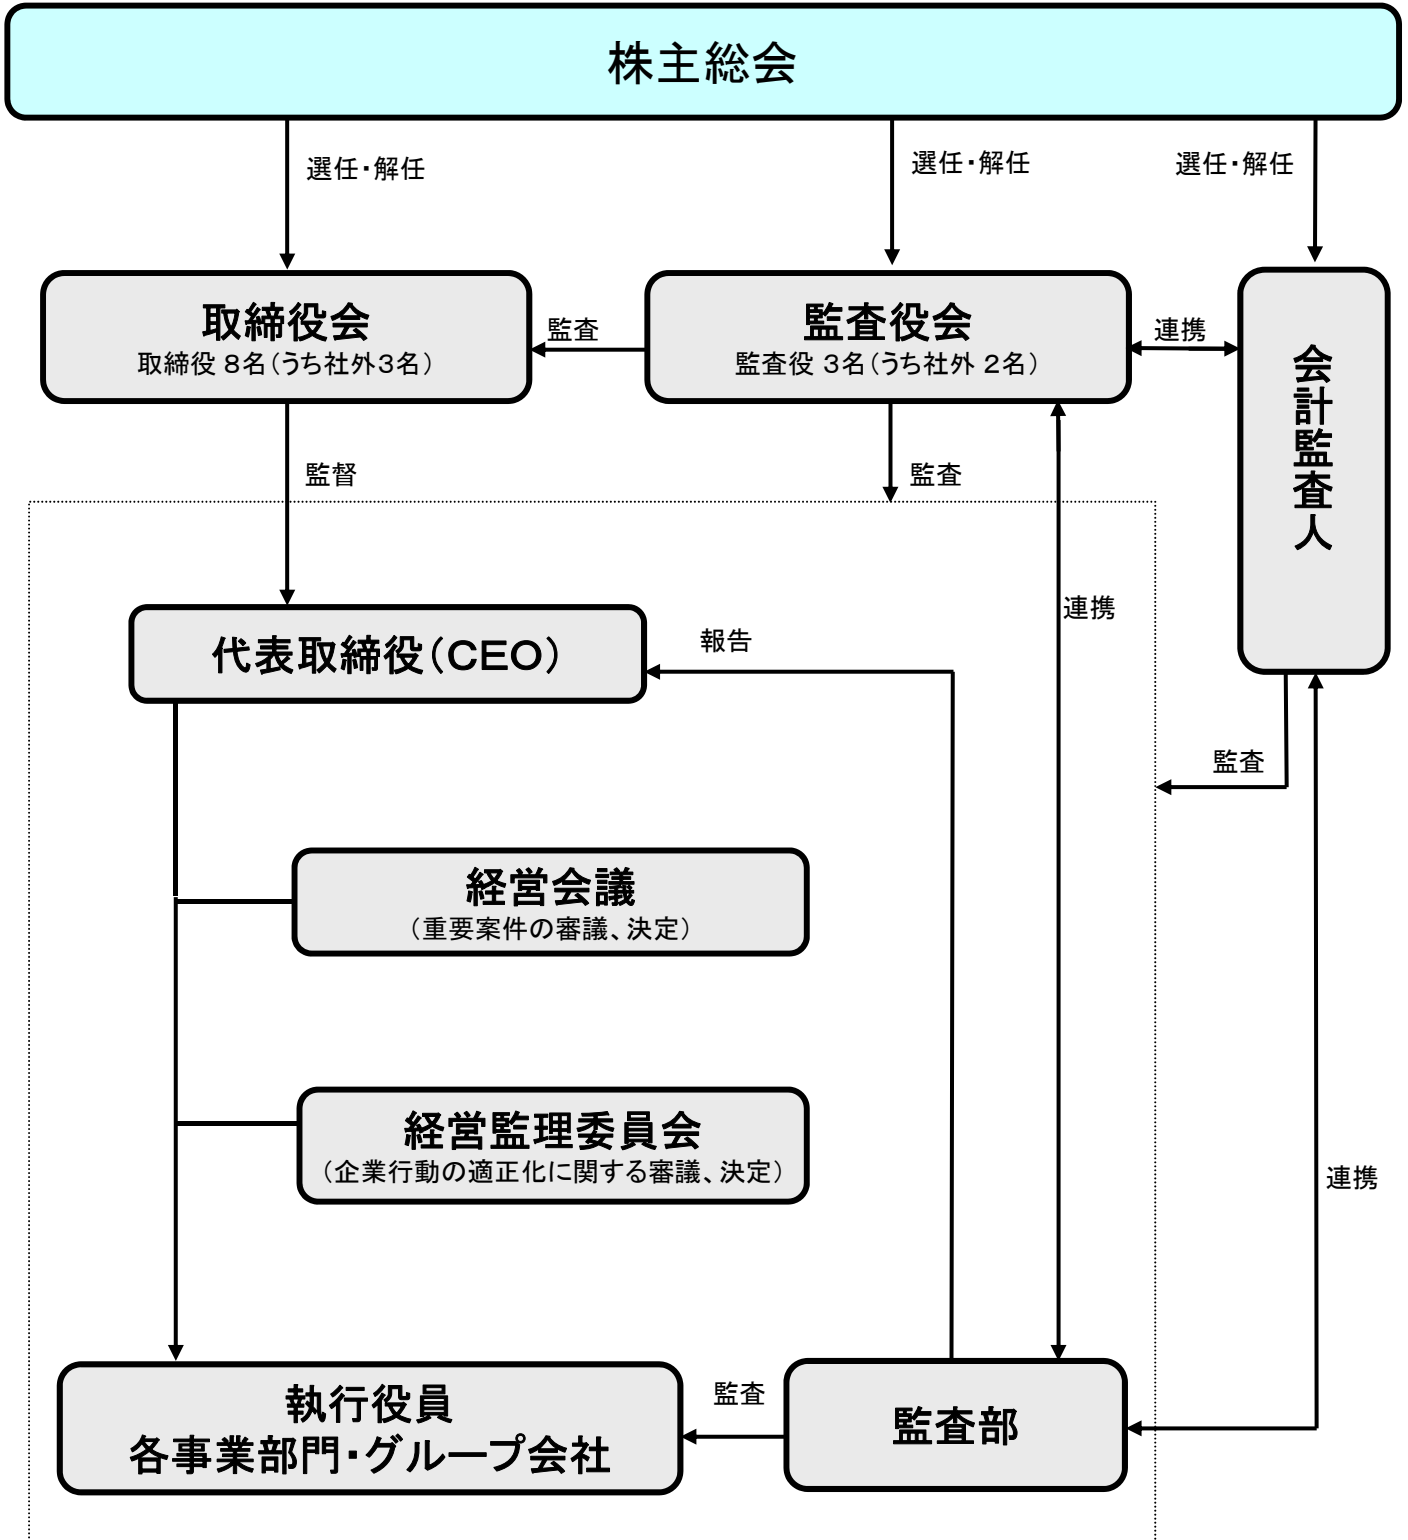 株主総会
選任・解任
選任・解任
選任・解任
取締役会
取締役 8名（うち社外3名）
監査
監査役会
監査役 3名（うち社外 2名）
連携
会計監査人
監督
監査
連携
代表取締役（CEO）
報告
監査
経営会議
（重要案件の審議、決定）
経営監理委員会
（企業行動の適正化に関する審議、決定）
連携
執行役員
各事業部門・グループ会社
監査
監査部